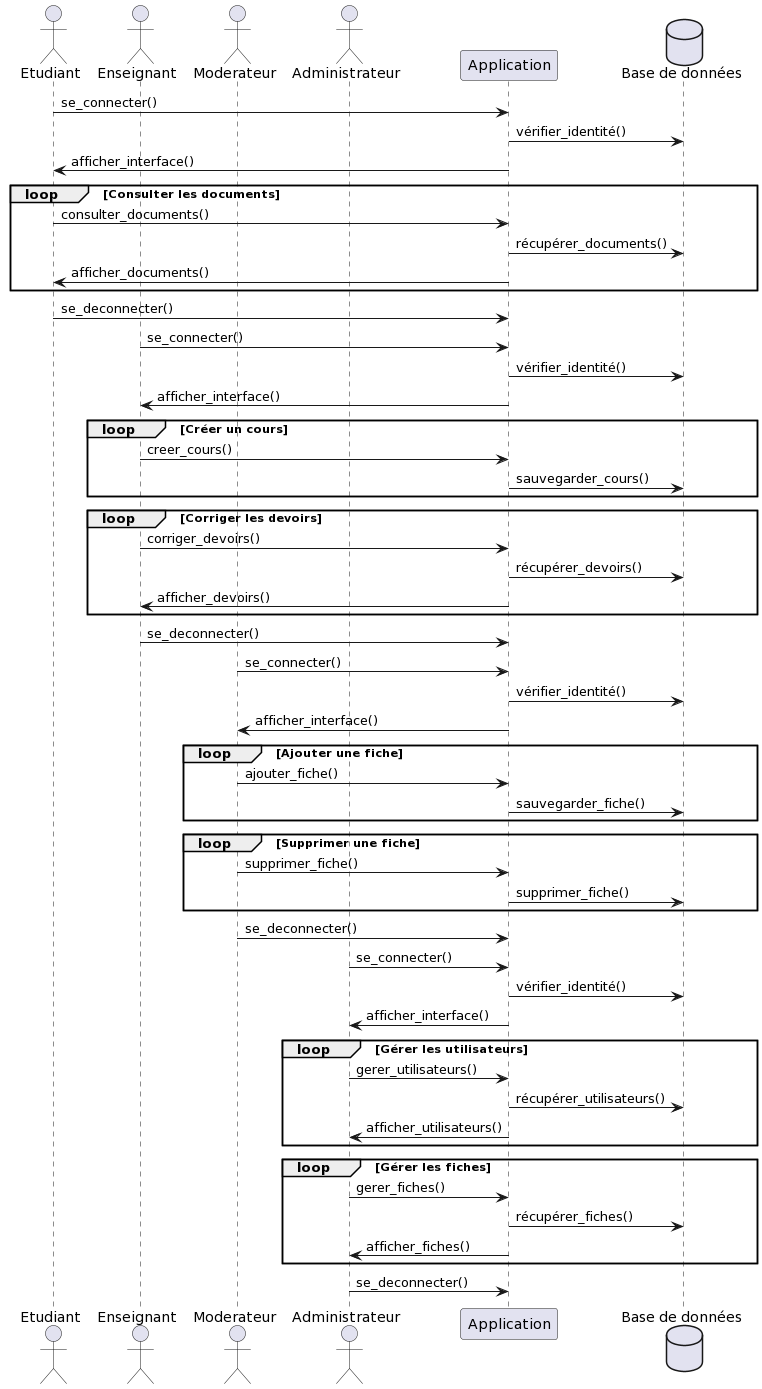 Etudiant Enseignant Moderateur Administrateur Application Base de données
se_connecter()
vérifier_identité()
afficher_interface()
loop [Consulter les documents]
consulter_documents()
récupérer_documents()
afficher_documents()
se_deconnecter()
se_connecter()
vérifier_identité()
afficher_interface()
loop [Créer un cours]
creer_cours()
sauvegarder_cours()
loop [Corriger les devoirs]
corriger_devoirs()
récupérer_devoirs()
afficher_devoirs()
se_deconnecter()
se_connecter()
vérifier_identité()
afficher_interface()
loop [Ajouter une fiche]
ajouter_fiche()
sauvegarder_fiche()
loop [Supprimer une fiche]
supprimer_fiche()
supprimer_fiche()
se_deconnecter()
se_connecter()
vérifier_identité()
afficher_interface()
loop [Gérer les utilisateurs]
gerer_utilisateurs()
récupérer_utilisateurs()
afficher_utilisateurs()
loop [Gérer les fiches]
gerer_fiches()
récupérer_fiches()
afficher_fiches()
se_deconnecter()
Etudiant Enseignant Moderateur Administrateur Application Base de données